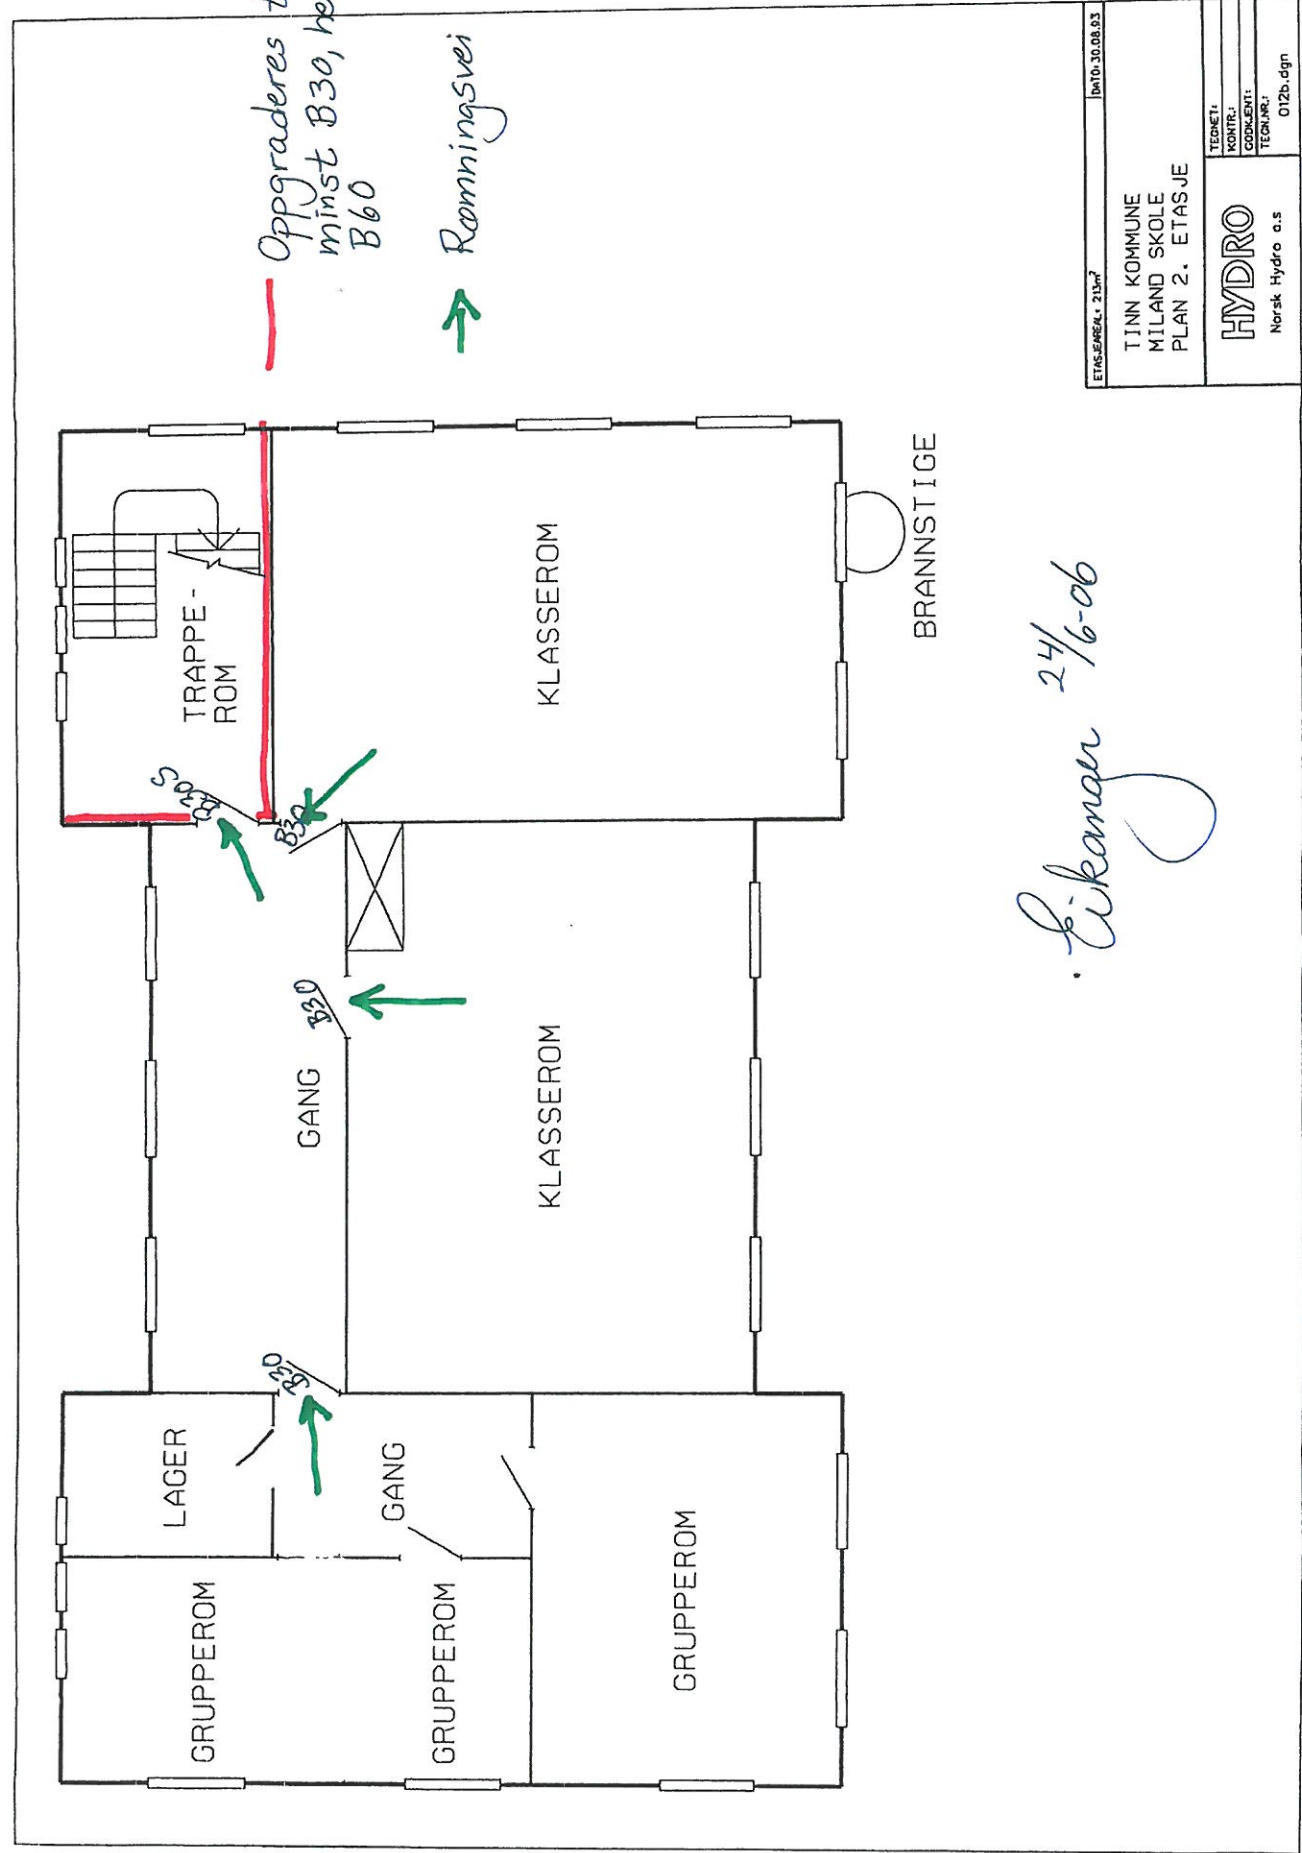 Oppgraderes
minst B30,
B60
Rømningsvei
TRAPPE-
ROM
B30S
B30
KLASSEROM
BRANNSTIGE
B30
GANG
KLASSEROM
B30
LAGER
GANG
GRUPPEROM
GRUPPEROM
GRUPPEROM
24/6-06
ETASJEAREAL: 213m²
DATO: 30.08.93
TINN KOMMUNE
MILAND SKOLE
PLAN 2. ETASJE
HYDRO
Norsk Hydro a.s
TEGNET:
KONTR.:
GODKJENT:
TEGN.NR.:
012b.dgn